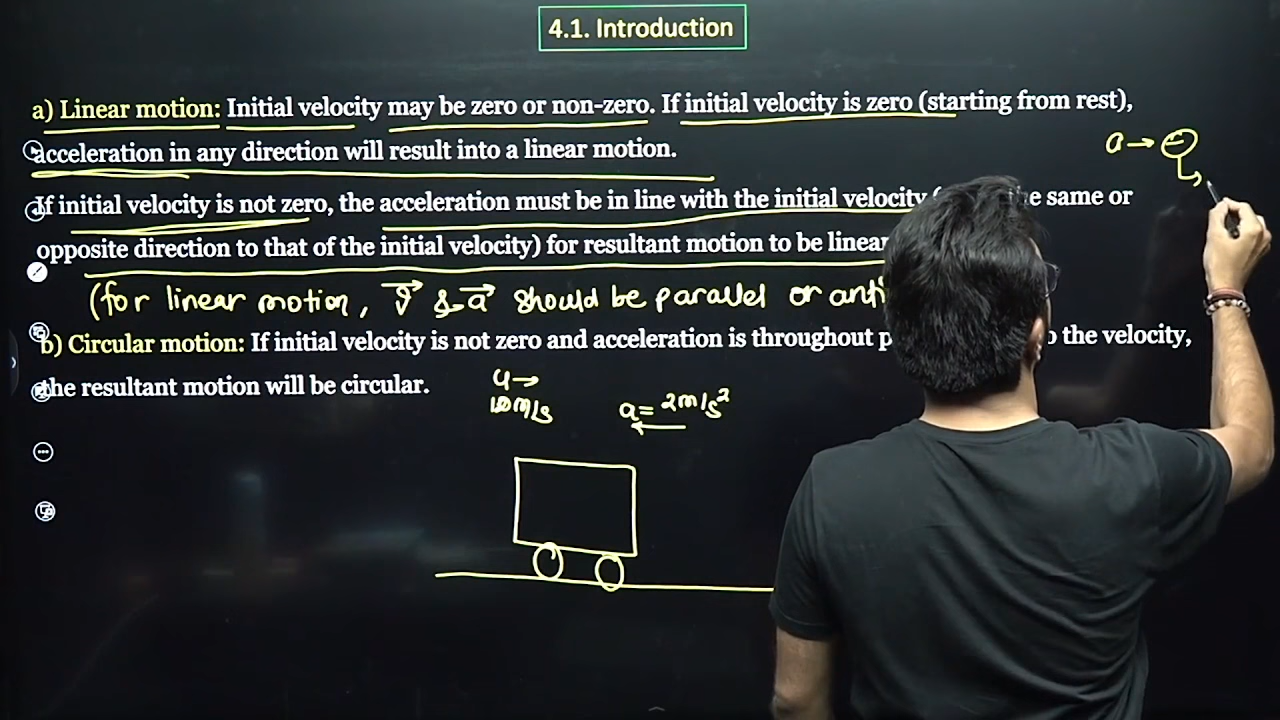 4.1. Introduction
a) Linear motion: Initial velocity may be zero or non-zero. If initial velocity is zero (starting from rest),
acceleration in any direction will result into a linear motion.
a → −
If initial velocity is not zero, the acceleration must be in line with the initial velocity same or
opposite direction to that of the initial velocity) for resultant motion to be linear
(for linear motion, v⃗ & a⃗ should be parallel or anti
b) Circular motion: If initial velocity is not zero and acceleration is throughout the velocity,
the resultant motion will be circular.
u →
10m/s
a = 2m/s²